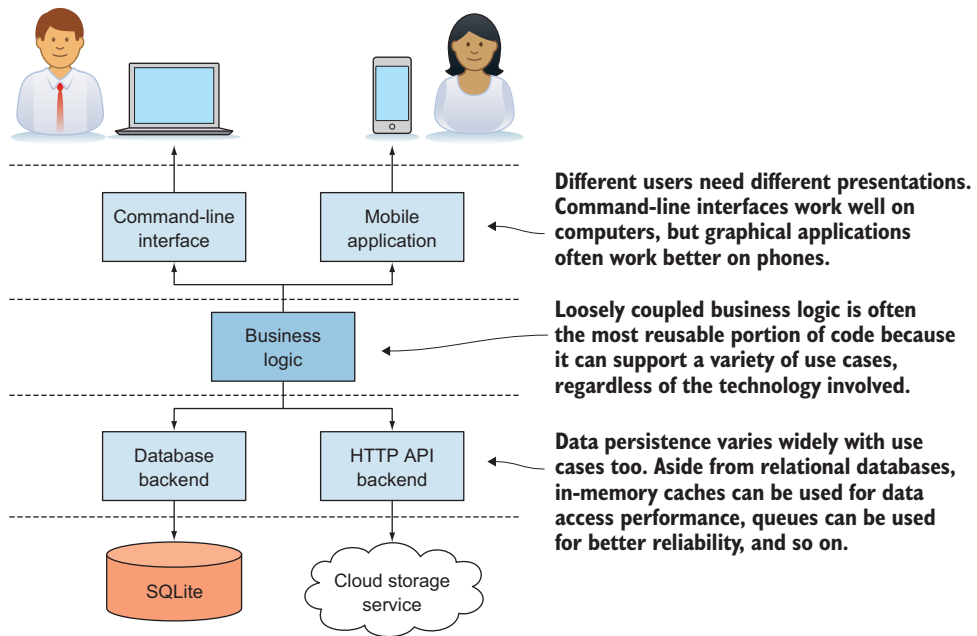 Command-line
interface
Mobile
application
Different users need different presentations.
Command-line interfaces work well on
computers, but graphical applications
often work better on phones.
Business
logic
Loosely coupled business logic is often
the most reusable portion of code because
it can support a variety of use cases,
regardless of the technology involved.
Database
backend
HTTP API
backend
Data persistence varies widely with use
cases too. Aside from relational databases,
in-memory caches can be used for data
access performance, queues can be used
for better reliability, and so on.
SQLite
Cloud storage
service